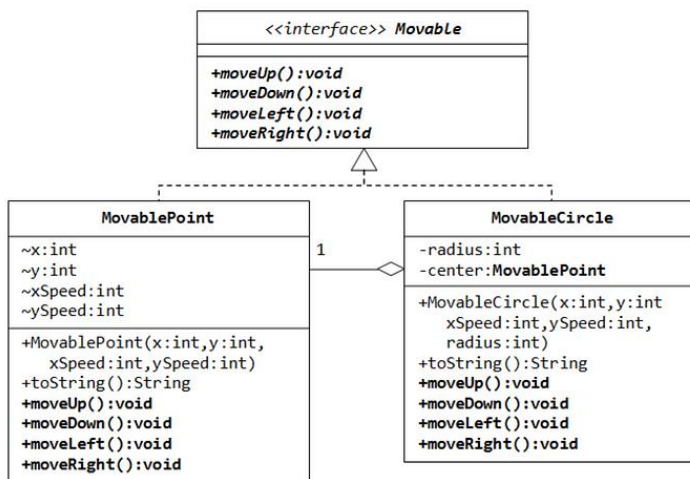 <<interface>> Movable
+moveUp():void
+moveDown():void
+moveLeft():void
+moveRight():void
MovablePoint
~x:int
~y:int
~xSpeed:int
~ySpeed:int
+MovablePoint(x:int,y:int,
xSpeed:int,ySpeed:int)
+toString():String
+moveUp():void
+moveDown():void
+moveLeft():void
+moveRight():void
1
MovableCircle
-radius:int
-center:MovablePoint
+MovableCircle(x:int,y:int
xSpeed:int,ySpeed:int,
radius:int)
+toString():String
+moveUp():void
+moveDown():void
+moveLeft():void
+moveRight():void